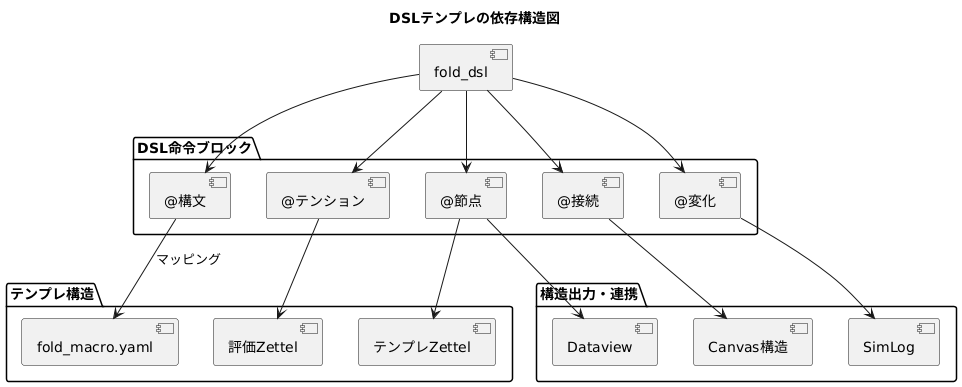 DSLテンプレの依存構造図
fold_dsl
DSL命令ブロック
@構文
@テンション
@節点
@接続
@変化
マッピング
テンプレ構造
fold_macro.yaml
評価Zettel
テンプレZettel
構造出力・連携
Dataview
Canvas構造
SimLog